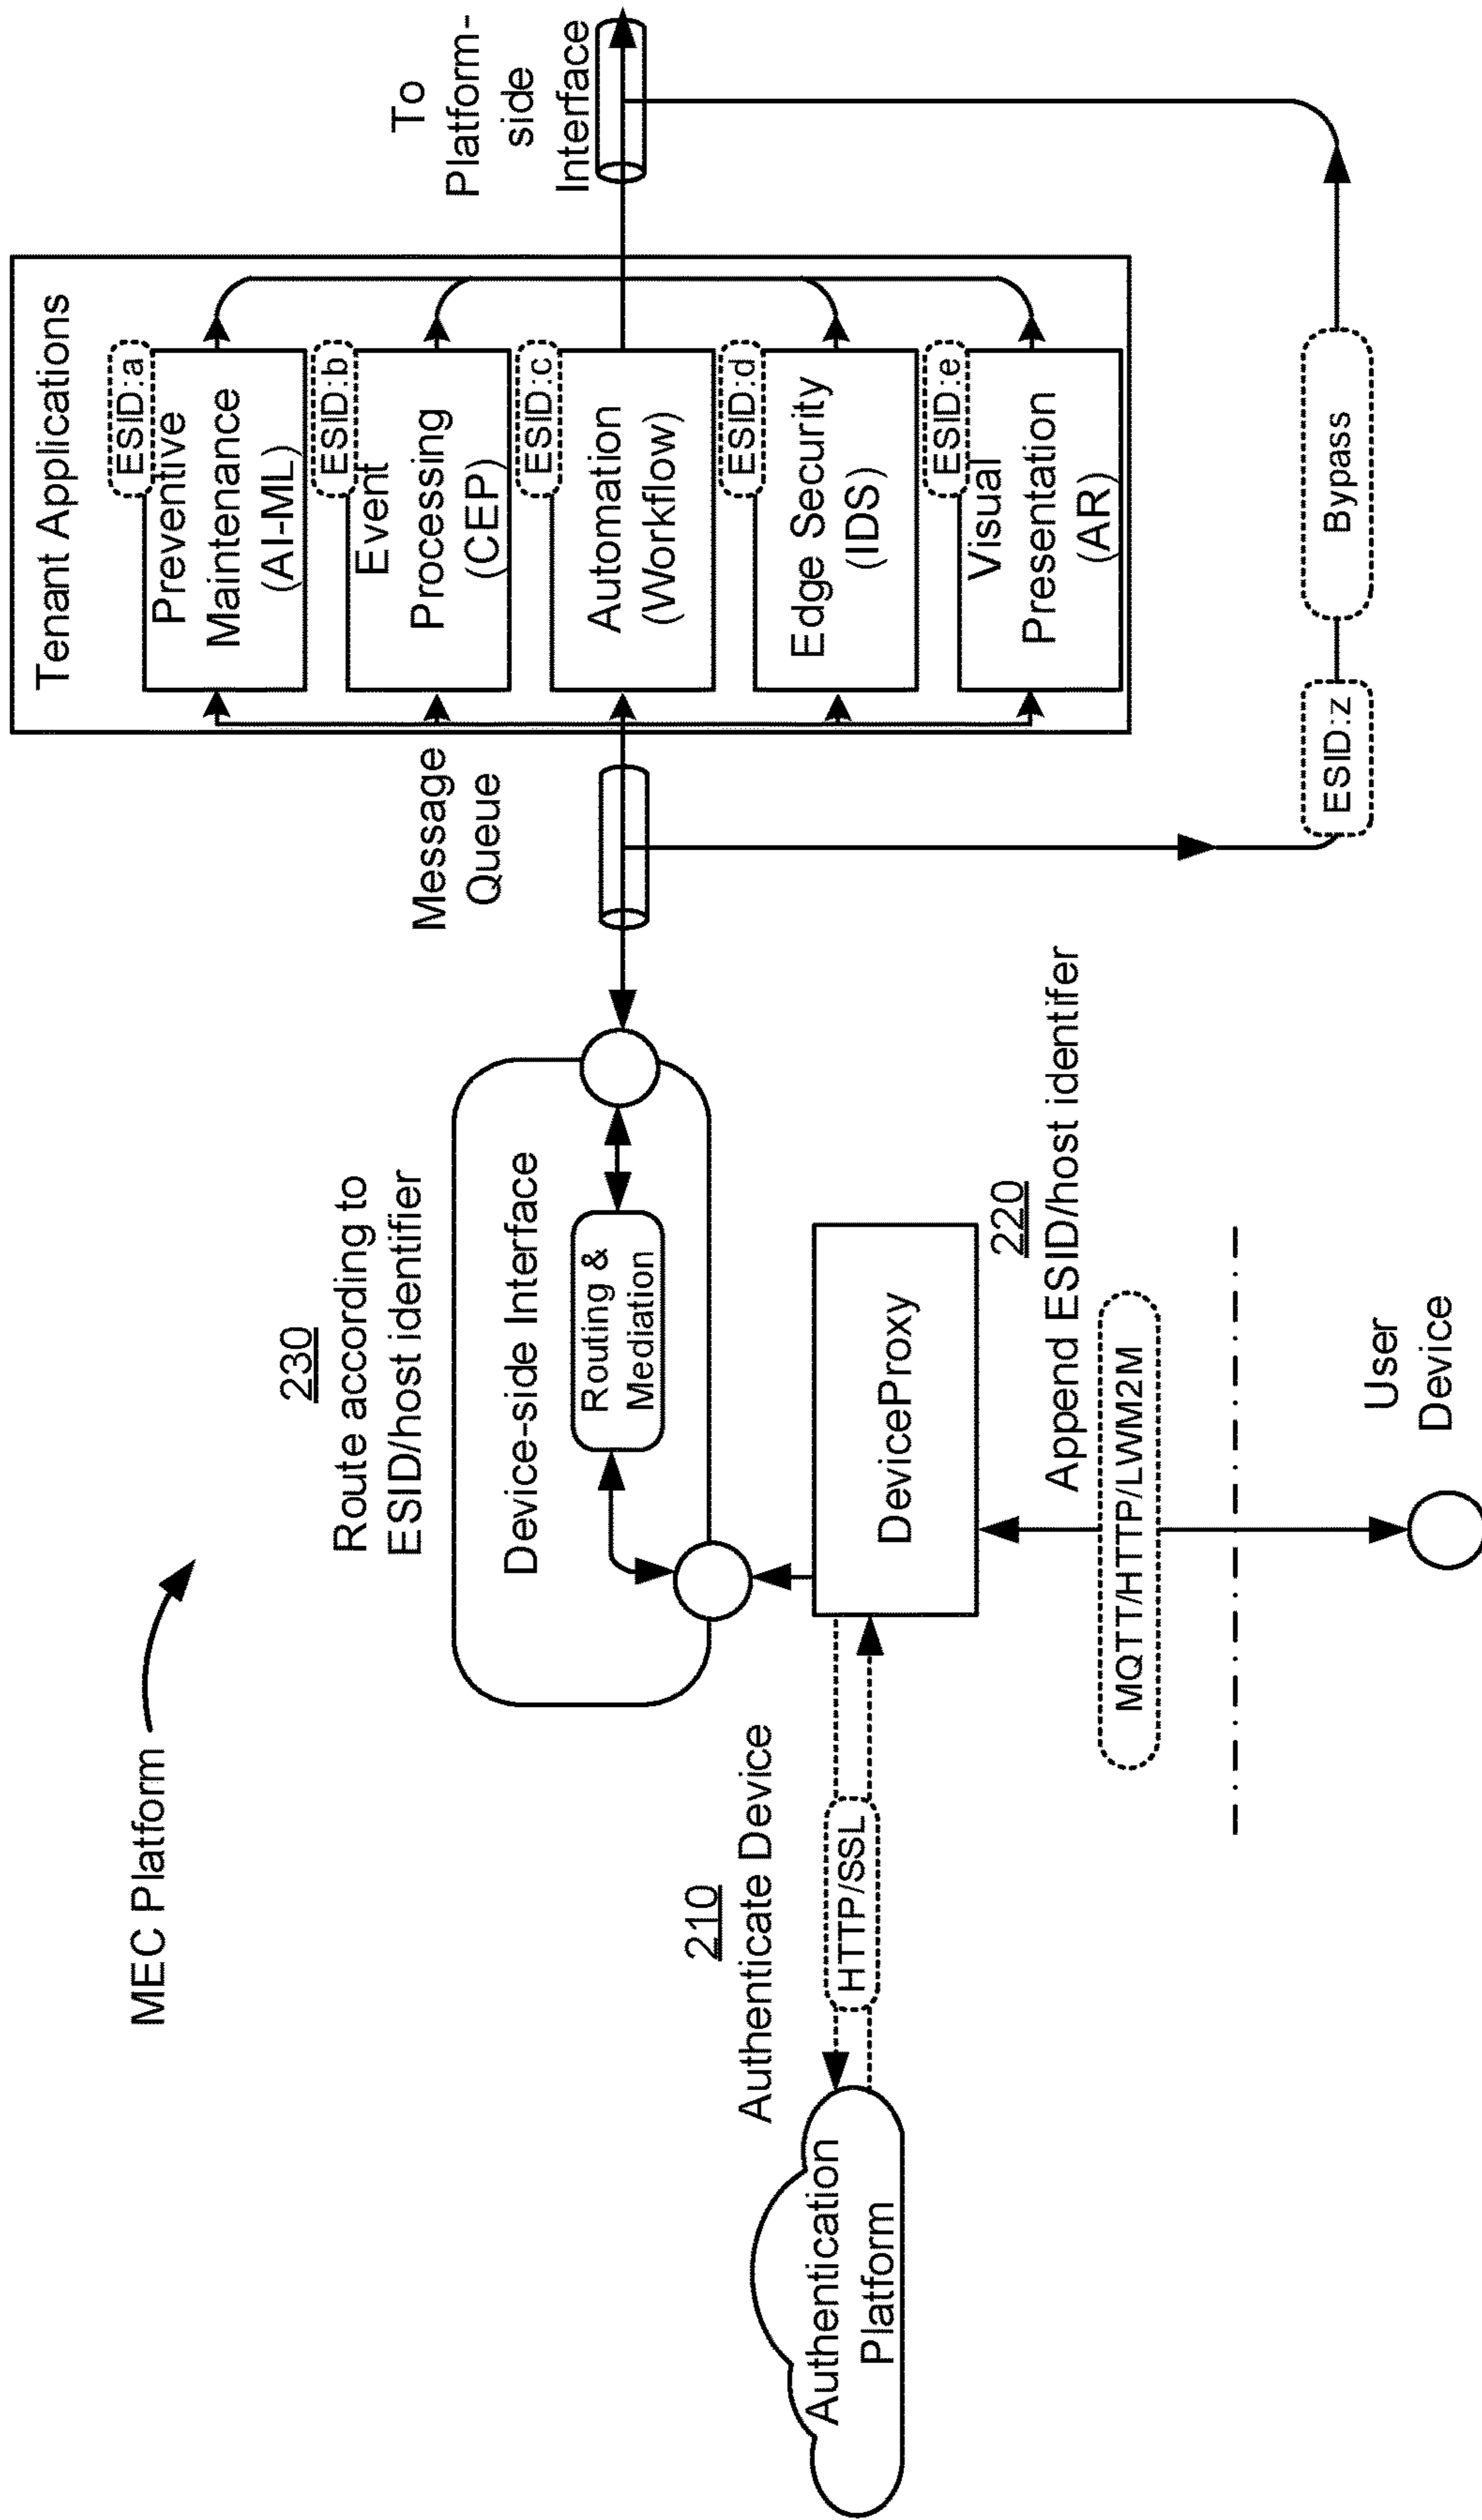 MEC Platform
230
Route according to
ESID/host identifier
Device-side Interface
Routing &
Mediation
210
Authenticate Device
HTTP/SSL
Authentication
Platform
DeviceProxy
220
Append ESID/host identifer
MQTT/HTTP/LWM2M
User
Device
Message
Queue
Tenant Applications
ESID:a
Preventive
Maintenance
(AI-ML)
ESID:b
Event
Processing
(CEP)
ESID:c
Automation
(Workflow)
ESID:d
Edge Security
(IDS)
ESID:e
Visual
Presentation
(AR)
ESID:z
Bypass
To
Platform-
side
Interface